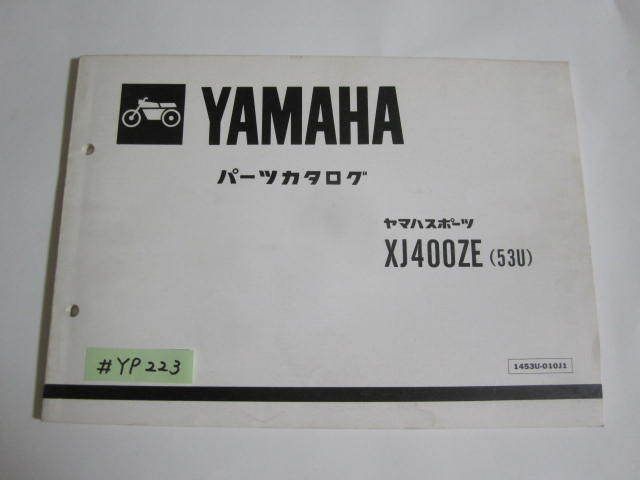 YAMAHA
パーツカタログ
ヤマハスポーツ
XJ400ZE (53U)
#YP223
1453U-010J1